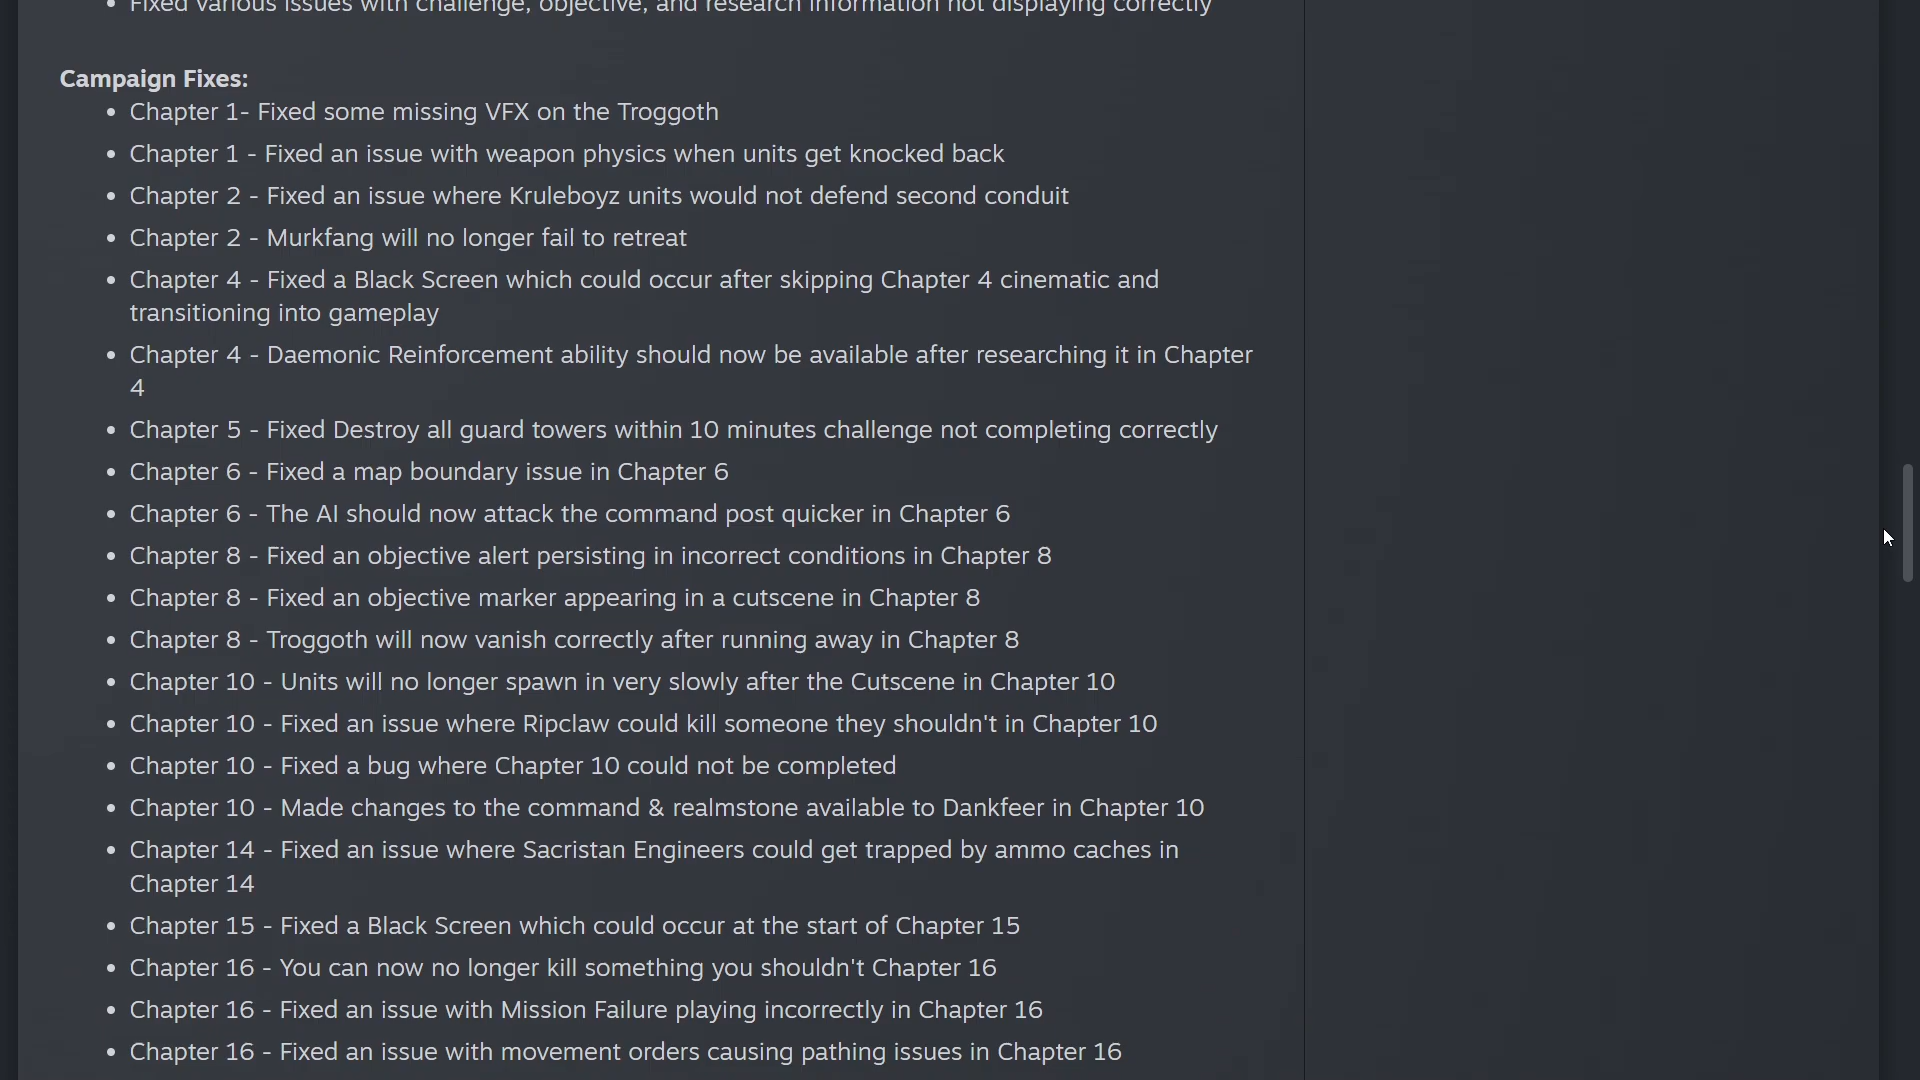 • Fixed various issues with challenge, objective, and research information not displaying correctly
Campaign Fixes:
• Chapter 1- Fixed some missing VFX on the Troggoth
• Chapter 1 - Fixed an issue with weapon physics when units get knocked back
• Chapter 2 - Fixed an issue where Kruleboyz units would not defend second conduit
• Chapter 2 - Murkfang will no longer fail to retreat
• Chapter 4 - Fixed a Black Screen which could occur after skipping Chapter 4 cinematic and
transitioning into gameplay
• Chapter 4 - Daemonic Reinforcement ability should now be available after researching it in Chapter
4
• Chapter 5 - Fixed Destroy all guard towers within 10 minutes challenge not completing correctly
• Chapter 6 - Fixed a map boundary issue in Chapter 6
• Chapter 6 - The AI should now attack the command post quicker in Chapter 6
• Chapter 8 - Fixed an objective alert persisting in incorrect conditions in Chapter 8
• Chapter 8 - Fixed an objective marker appearing in a cutscene in Chapter 8
• Chapter 8 - Troggoth will now vanish correctly after running away in Chapter 8
• Chapter 10 - Units will no longer spawn in very slowly after the Cutscene in Chapter 10
• Chapter 10 - Fixed an issue where Ripclaw could kill someone they shouldn't in Chapter 10
• Chapter 10 - Fixed a bug where Chapter 10 could not be completed
• Chapter 10 - Made changes to the command & realmstone available to Dankfeer in Chapter 10
• Chapter 14 - Fixed an issue where Sacristan Engineers could get trapped by ammo caches in
Chapter 14
• Chapter 15 - Fixed a Black Screen which could occur at the start of Chapter 15
• Chapter 16 - You can now no longer kill something you shouldn't Chapter 16
• Chapter 16 - Fixed an issue with Mission Failure playing incorrectly in Chapter 16
• Chapter 16 - Fixed an issue with movement orders causing pathing issues in Chapter 16